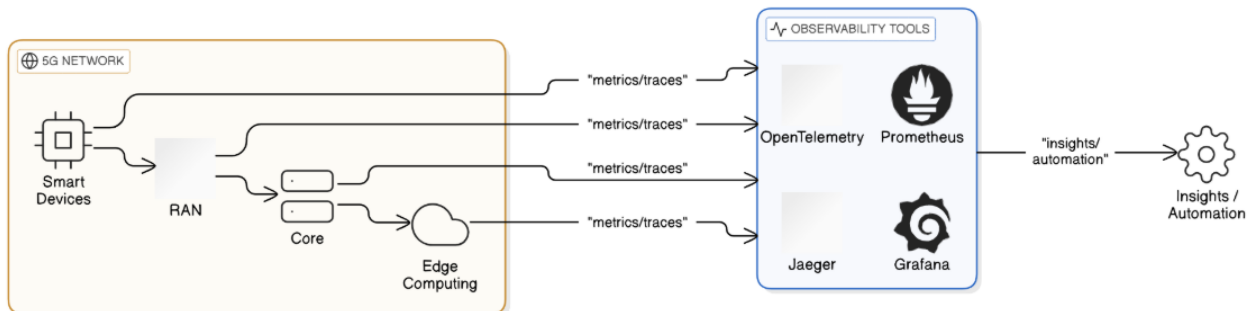 5G NETWORK
Smart
Devices
RAN
Core
Edge
Computing
"metrics/traces"
"metrics/traces"
"metrics/traces"
"metrics/traces"
OBSERVABILITY TOOLS
OpenTelemetry
Prometheus
Jaeger
Grafana
"insights/
automation"
Insights /
Automation